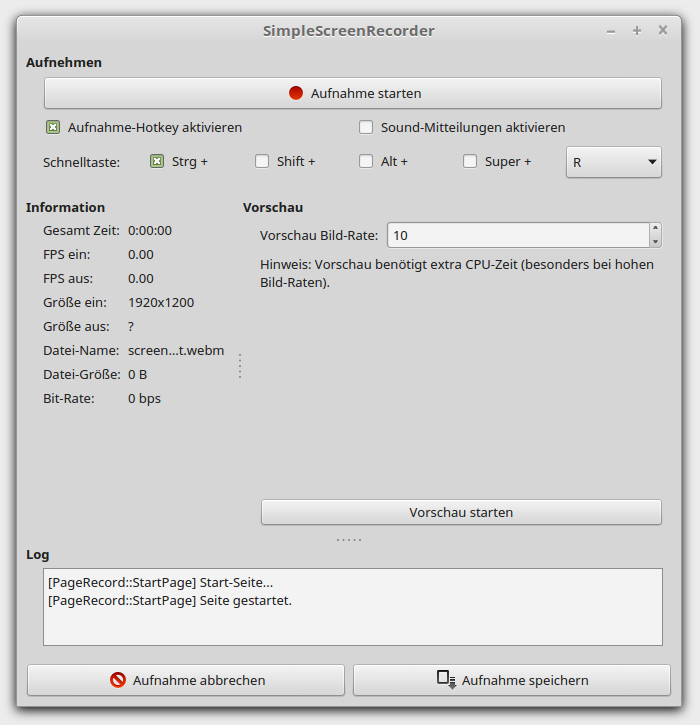 SimpleScreenRecorder
Aufnehmen
Aufnahme starten
Aufnahme-Hotkey aktivieren
Sound-Mitteilungen aktivieren
Schnelltaste:
Strg +
Shift +
Alt +
Super +
R
Information
Gesamt Zeit: 0:00:00
FPS ein: 0.00
FPS aus: 0.00
Größe ein: 1920x1200
Größe aus: ?
Datei-Name: screen...t.webm
Datei-Größe: 0 B
Bit-Rate: 0 bps
Vorschau
Vorschau Bild-Rate: 10
Hinweis: Vorschau benötigt extra CPU-Zeit (besonders bei hohen
Bild-Raten).
Vorschau starten
Log
[PageRecord::StartPage] Start-Seite...
[PageRecord::StartPage] Seite gestartet.
Aufnahme abbrechen
Aufnahme speichern